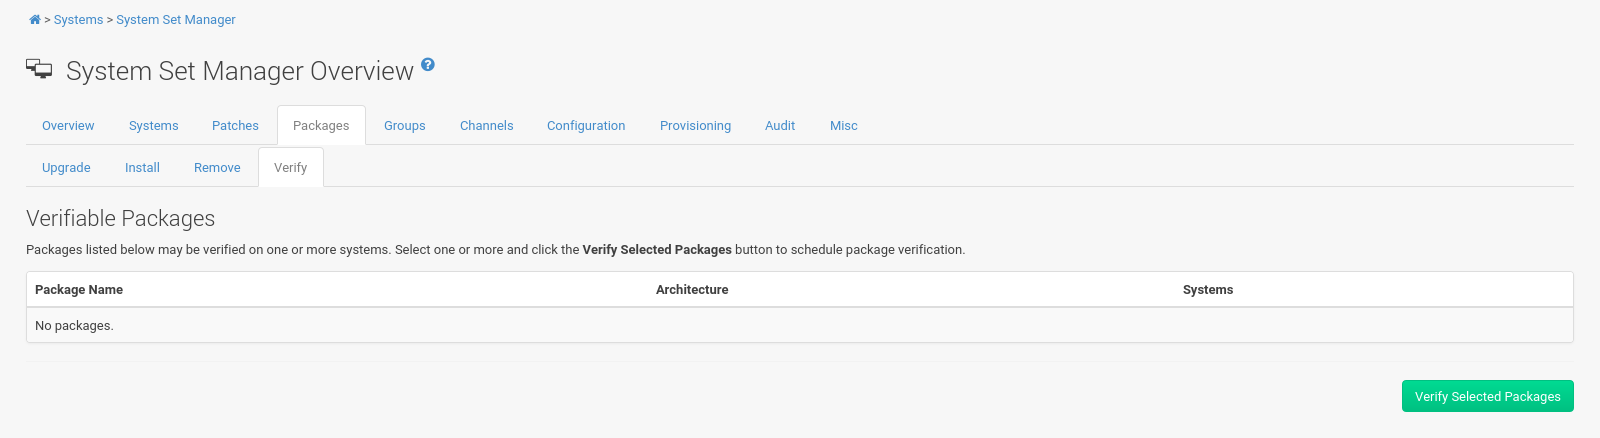 > Systems > System Set Manager
System Set Manager Overview ?
Overview Systems Patches Packages Groups Channels Configuration Provisioning Audit Misc
Upgrade Install Remove Verify
Verifiable Packages
Packages listed below may be verified on one or more systems. Select one or more and click the Verify Selected Packages button to schedule package verification.
Package Name Architecture Systems
No packages.
Verify Selected Packages